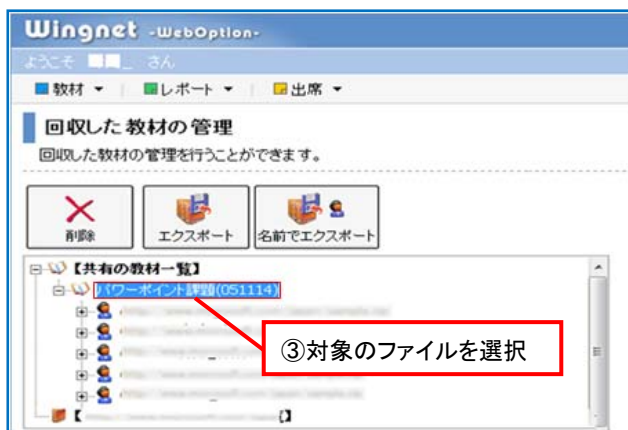 Wingnet -WebOption-
ようこそ さん
教材 ▼ | レポート ▼ | 出席 ▼
回収した教材の管理
回収した教材の管理を行うことができます。
削除 エクスポート 名前でエクスポート
【共有の教材一覧】
パワーポイント課題(051114)
③対象のファイルを選択
【 】